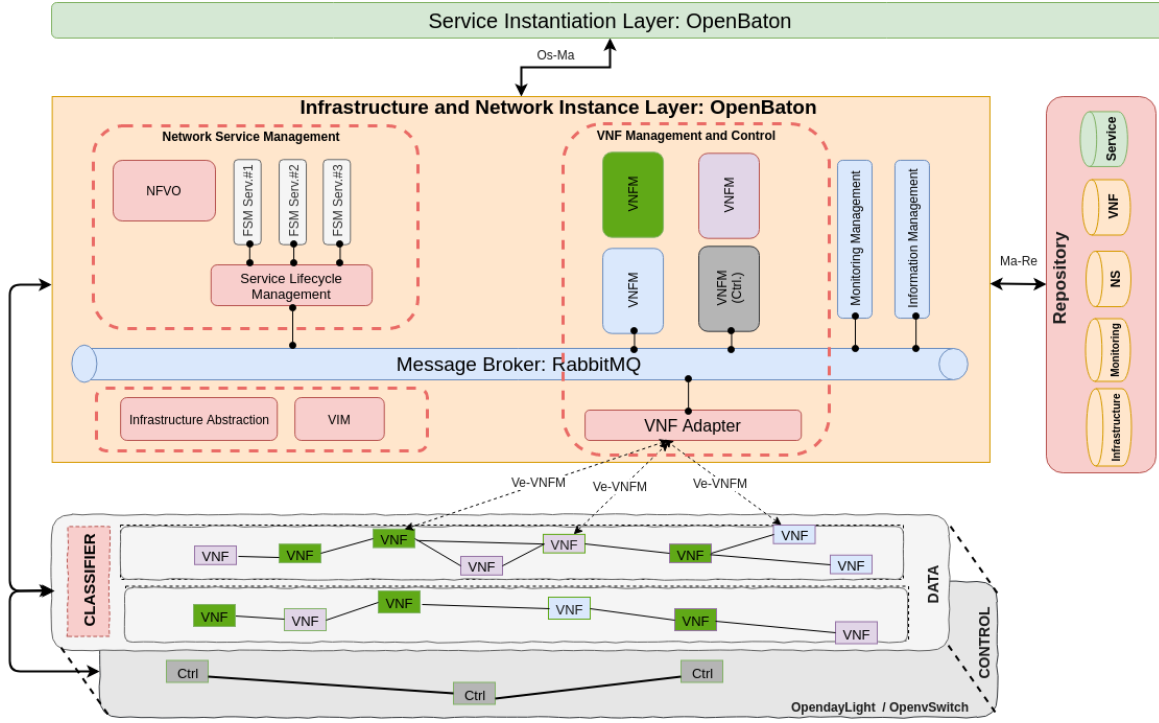 Service Instantiation Layer: OpenBaton
Os-Ma
Infrastructure and Network Instance Layer: OpenBaton
Network Service Management
NFVO
FSM Serv.#1
FSM Serv.#2
FSM Serv.#3
Service Lifecycle
Management
VNF Management and Control
VNFM
VNFM
VNFM
VNFM
(Ctrl.)
Monitoring Management
Information Management
Message Broker: RabbitMQ
Infrastructure Abstraction
VIM
VNF Adapter
Ma-Re
Repository
Service
VNF
NS
Monitoring
Infrastructure
Ve-VNFM
Ve-VNFM
Ve-VNFM
CLASSIFIER
VNF
VNF
VNF
VNF
VNF
VNF
VNF
VNF
VNF
VNF
VNF
VNF
VNF
VNF
DATA
Ctrl
Ctrl
Ctrl
CONTROL
OpendayLight / OpenvSwitch